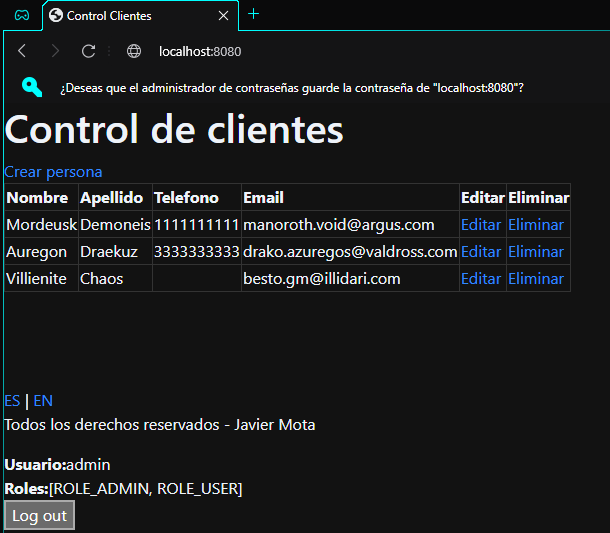 Control Clientes
localhost:8080
¿Deseas que el administrador de contraseñas guarde la contraseña de "localhost:8080"?
Control de clientes
Crear persona
Nombre Apellido Telefono Email Editar Eliminar
Mordeusk Demoneis 1111111111 manoroth.void@argus.com Editar Eliminar
Auregon Draekuz 3333333333 drako.azuregos@valdross.com Editar Eliminar
Villienite Chaos besto.gm@illidari.com Editar Eliminar
ES | EN
Todos los derechos reservados - Javier Mota
Usuario:admin
Roles:[ROLE_ADMIN, ROLE_USER]
Log out